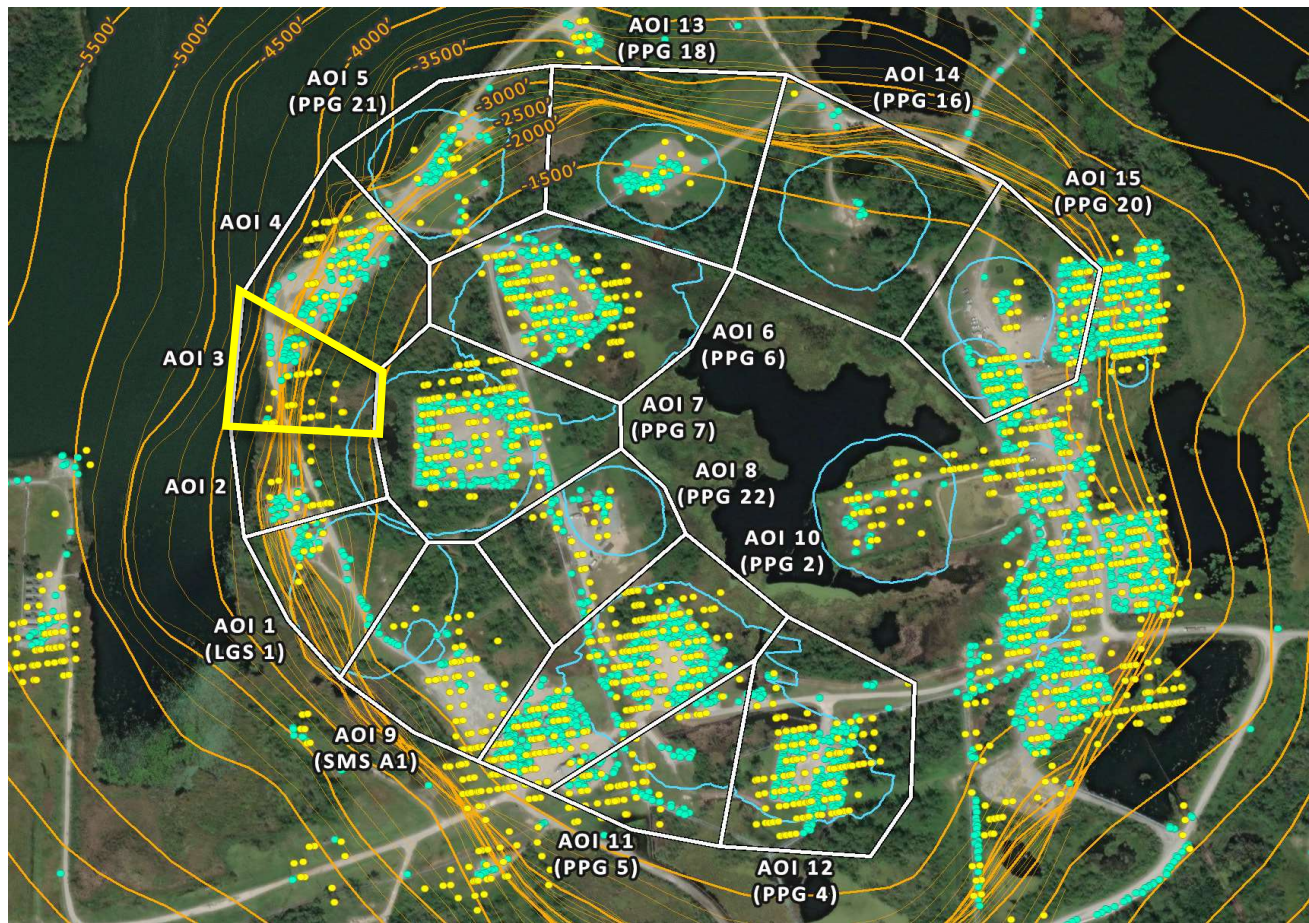 -5500'
-5000'
-4500'
-4000'
-3500'
-3000'
-2500'
-2000'
-1500'
AOI 13
(PPG 18)
AOI 5
(PPG 21)
AOI 14
(PPG 16)
AOI 15
(PPG 20)
AOI 4
AOI 3
AOI 6
(PPG 6)
AOI 7
(PPG 7)
AOI 8
(PPG 22)
AOI 2
AOI 10
(PPG 2)
AOI 1
(LGS 1)
AOI 9
(SMS A1)
AOI 11
(PPG 5)
AOI 12
(PPG 4)